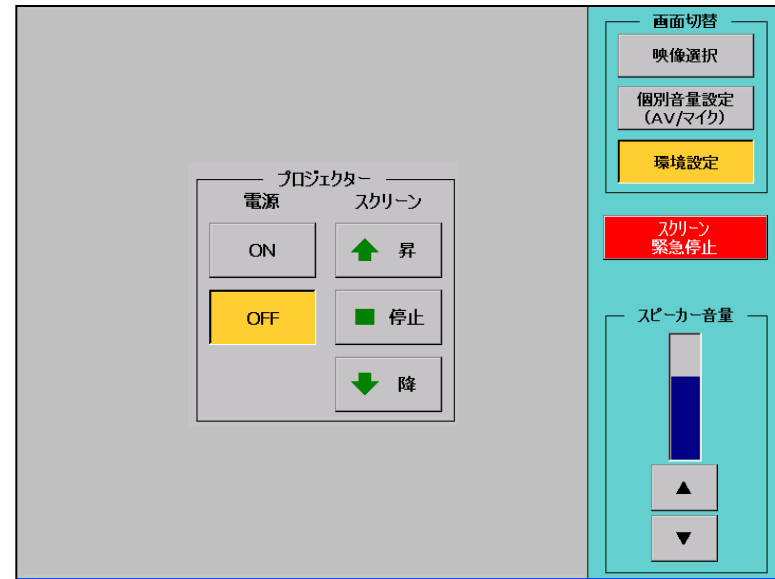 画面切替
映像選択
個別音量設定
(AV/マイク)
環境設定
プロジェクター
電源 スクリーン
ON 昇
OFF 停止
降
スクリーン
緊急停止
スピーカー音量